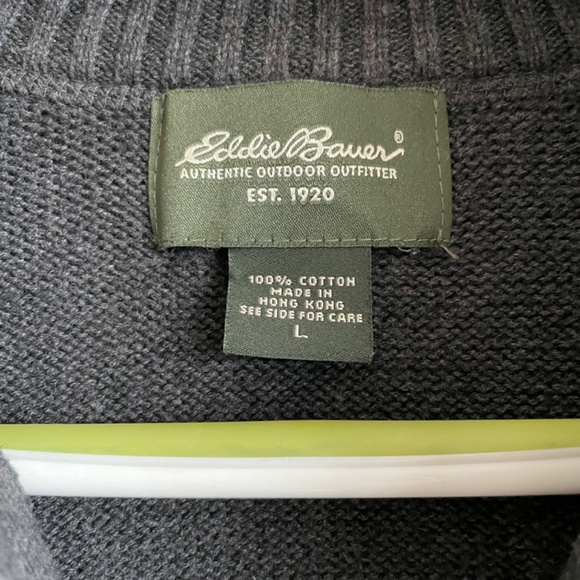 Eddie Bauer®
AUTHENTIC OUTDOOR OUTFITTER
EST. 1920
100% COTTON
MADE IN
HONG KONG
SEE SIDE FOR CARE
L